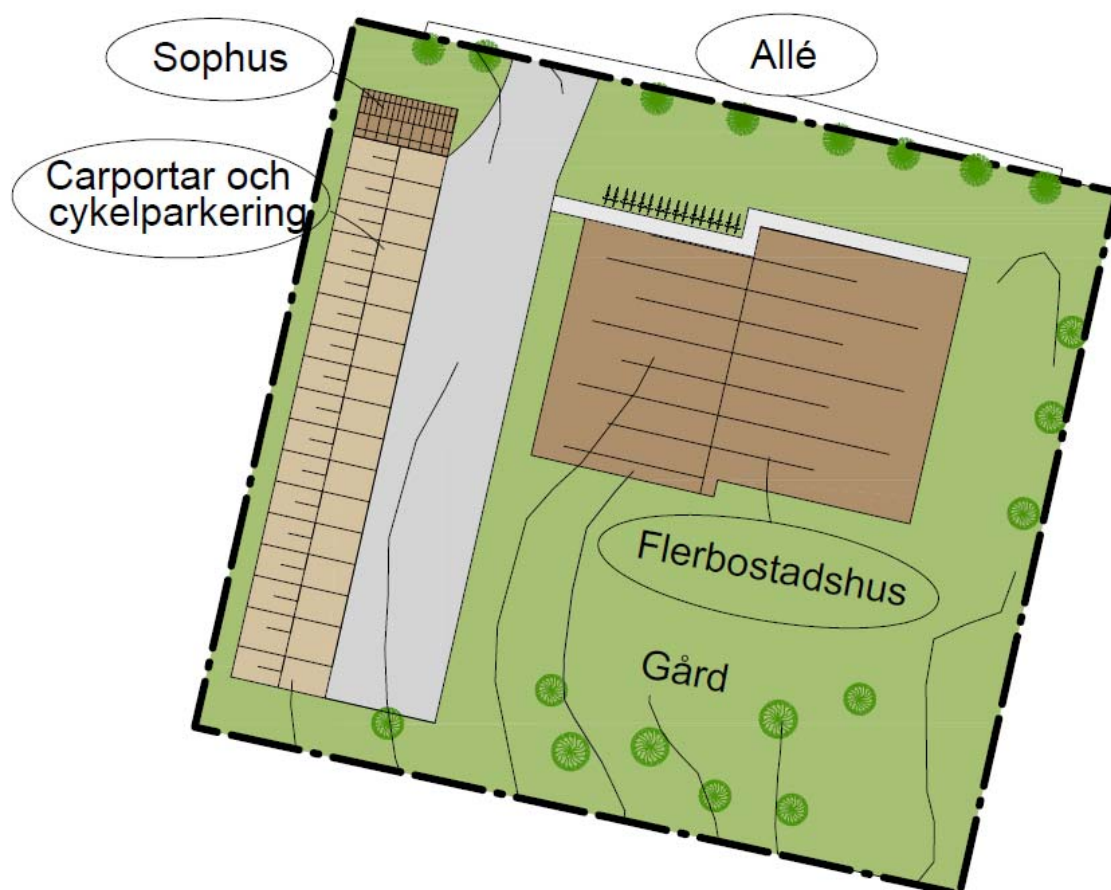 Sophus
Allé
Carportar och
cykelparkering
Flerbostadshus
Gård